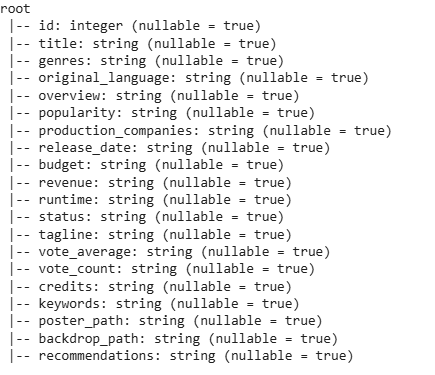 root
|-- id: integer (nullable = true)
|-- title: string (nullable = true)
|-- genres: string (nullable = true)
|-- original_language: string (nullable = true)
|-- overview: string (nullable = true)
|-- popularity: string (nullable = true)
|-- production_companies: string (nullable = true)
|-- release_date: string (nullable = true)
|-- budget: string (nullable = true)
|-- revenue: string (nullable = true)
|-- runtime: string (nullable = true)
|-- status: string (nullable = true)
|-- tagline: string (nullable = true)
|-- vote_average: string (nullable = true)
|-- vote_count: string (nullable = true)
|-- credits: string (nullable = true)
|-- keywords: string (nullable = true)
|-- poster_path: string (nullable = true)
|-- backdrop_path: string (nullable = true)
|-- recommendations: string (nullable = true)